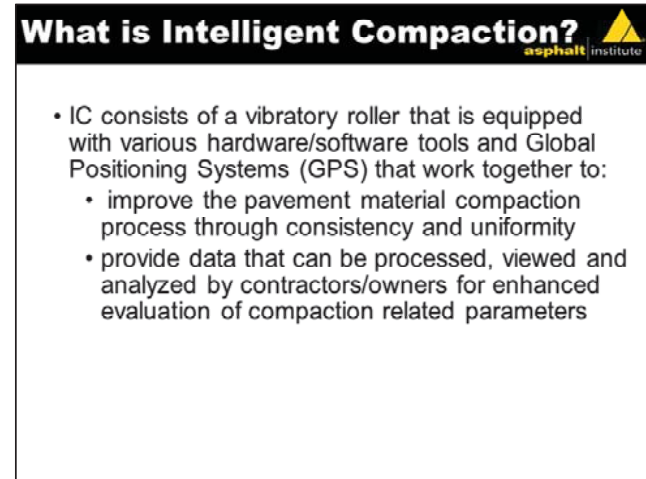 What is Intelligent Compaction?
asphalt institute
• IC consists of a vibratory roller that is equipped
with various hardware/software tools and Global
Positioning Systems (GPS) that work together to:
• improve the pavement material compaction
process through consistency and uniformity
• provide data that can be processed, viewed and
analyzed by contractors/owners for enhanced
evaluation of compaction related parameters